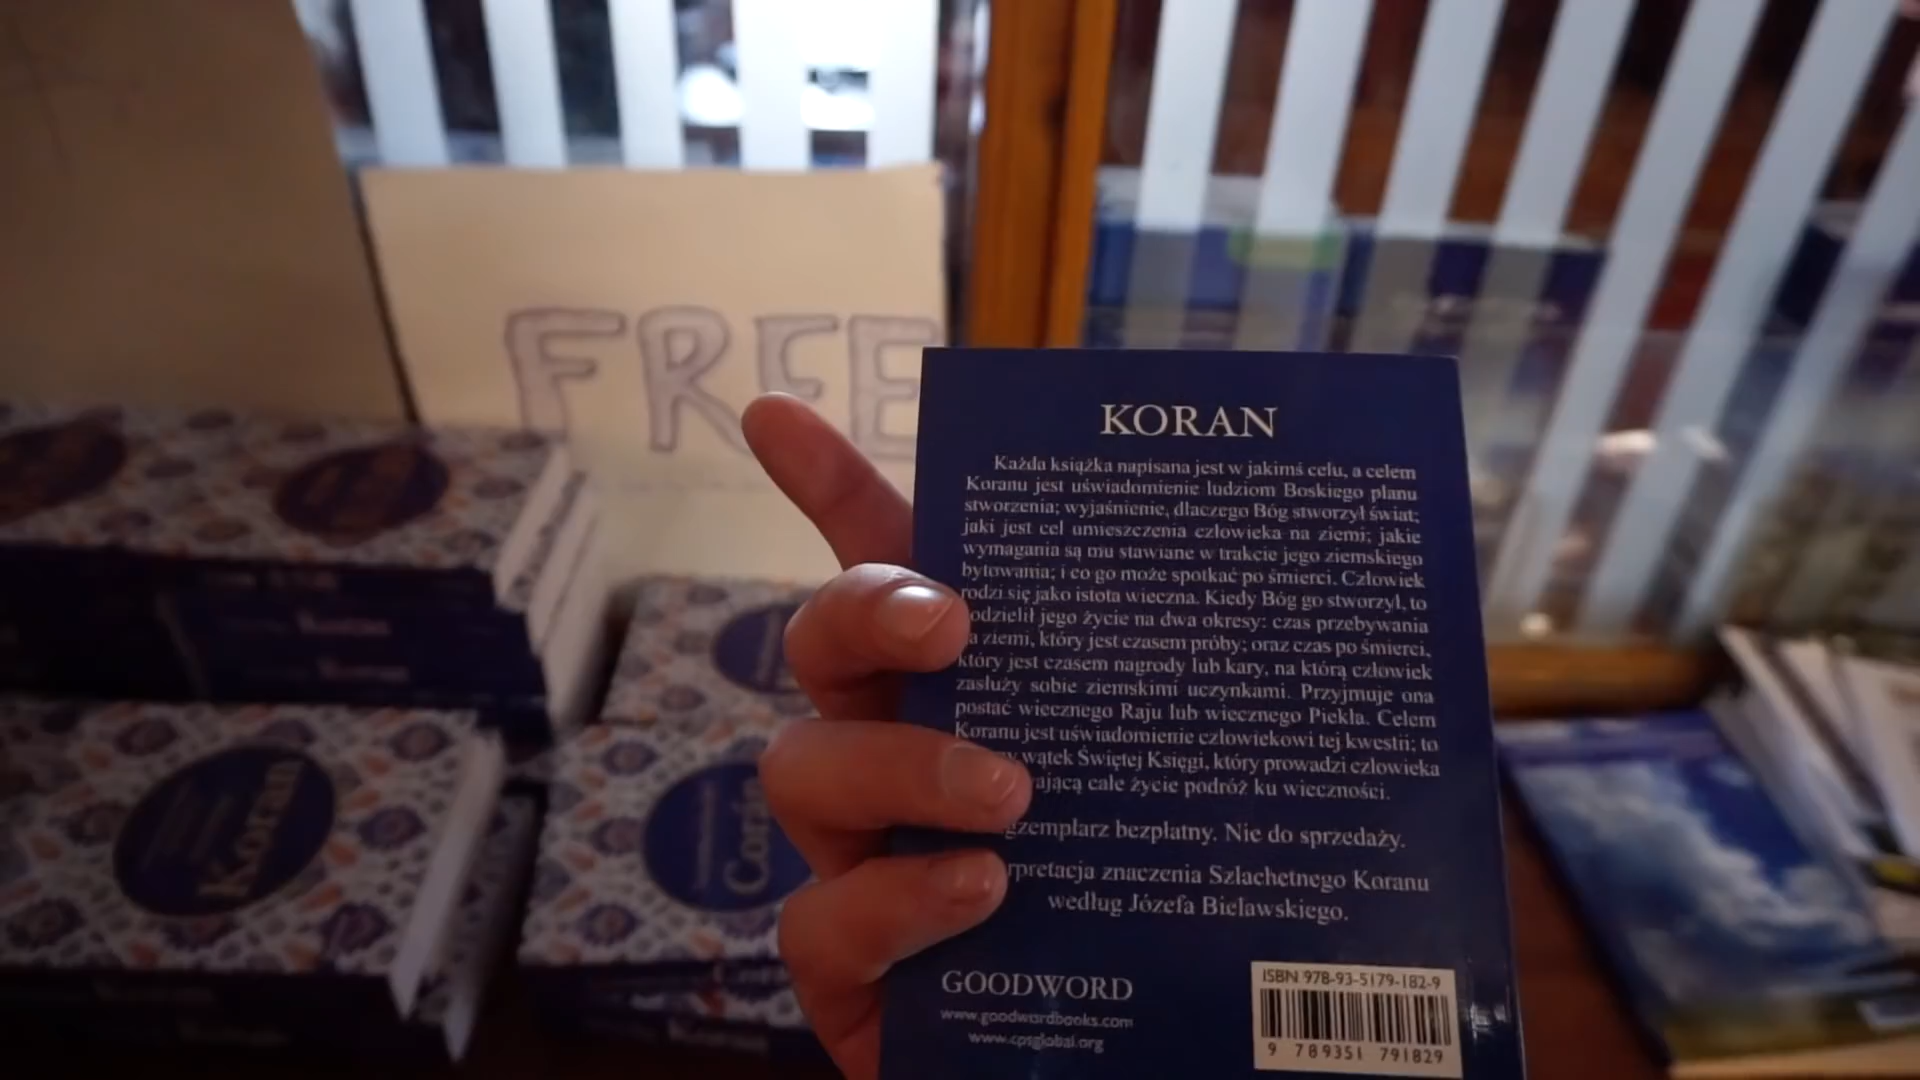 FREE
KORAN
Każda książka napisana jest w jakimś celu, a celem
Koranu jest uświadomienie ludziom Boskiego planu
stworzenia; wyjaśnienie, dlaczego Bóg stworzył świat;
jaki jest cel umieszczenia człowieka na ziemi; jakie
wymagania są mu stawiane w trakcie jego ziemskiego
bytowania; i co go może spotkać po śmierci. Człowiek
rodzi się jako istota wieczna. Kiedy Bóg go stworzył, to
odzielił jego życie na dwa okresy: czas przebywania
a ziemi, który jest czasem próby; oraz czas po śmierci,
który jest czasem nagrody lub kary, na którą człowiek
zasłuży sobie ziemskimi uczynkami. Przyjmuje ona
postać wiecznego Raju lub wiecznego Piekła. Celem
Koranu jest uświadomienie człowiekowi tej kwestii; to
wątek Świętej Księgi, który prowadzi człowieka
ającą całe życie podróż ku wieczności.
gzemplarz bezpłatny. Nie do sprzedaży.
rpretacja znaczenia Szlachetnego Koranu
według Józefa Bielawskiego.
GOODWORD
www.goodwordbooks.com
www.cpsglobal.org
ISBN 978-93-5179-182-9
9 789351 791829
Koran